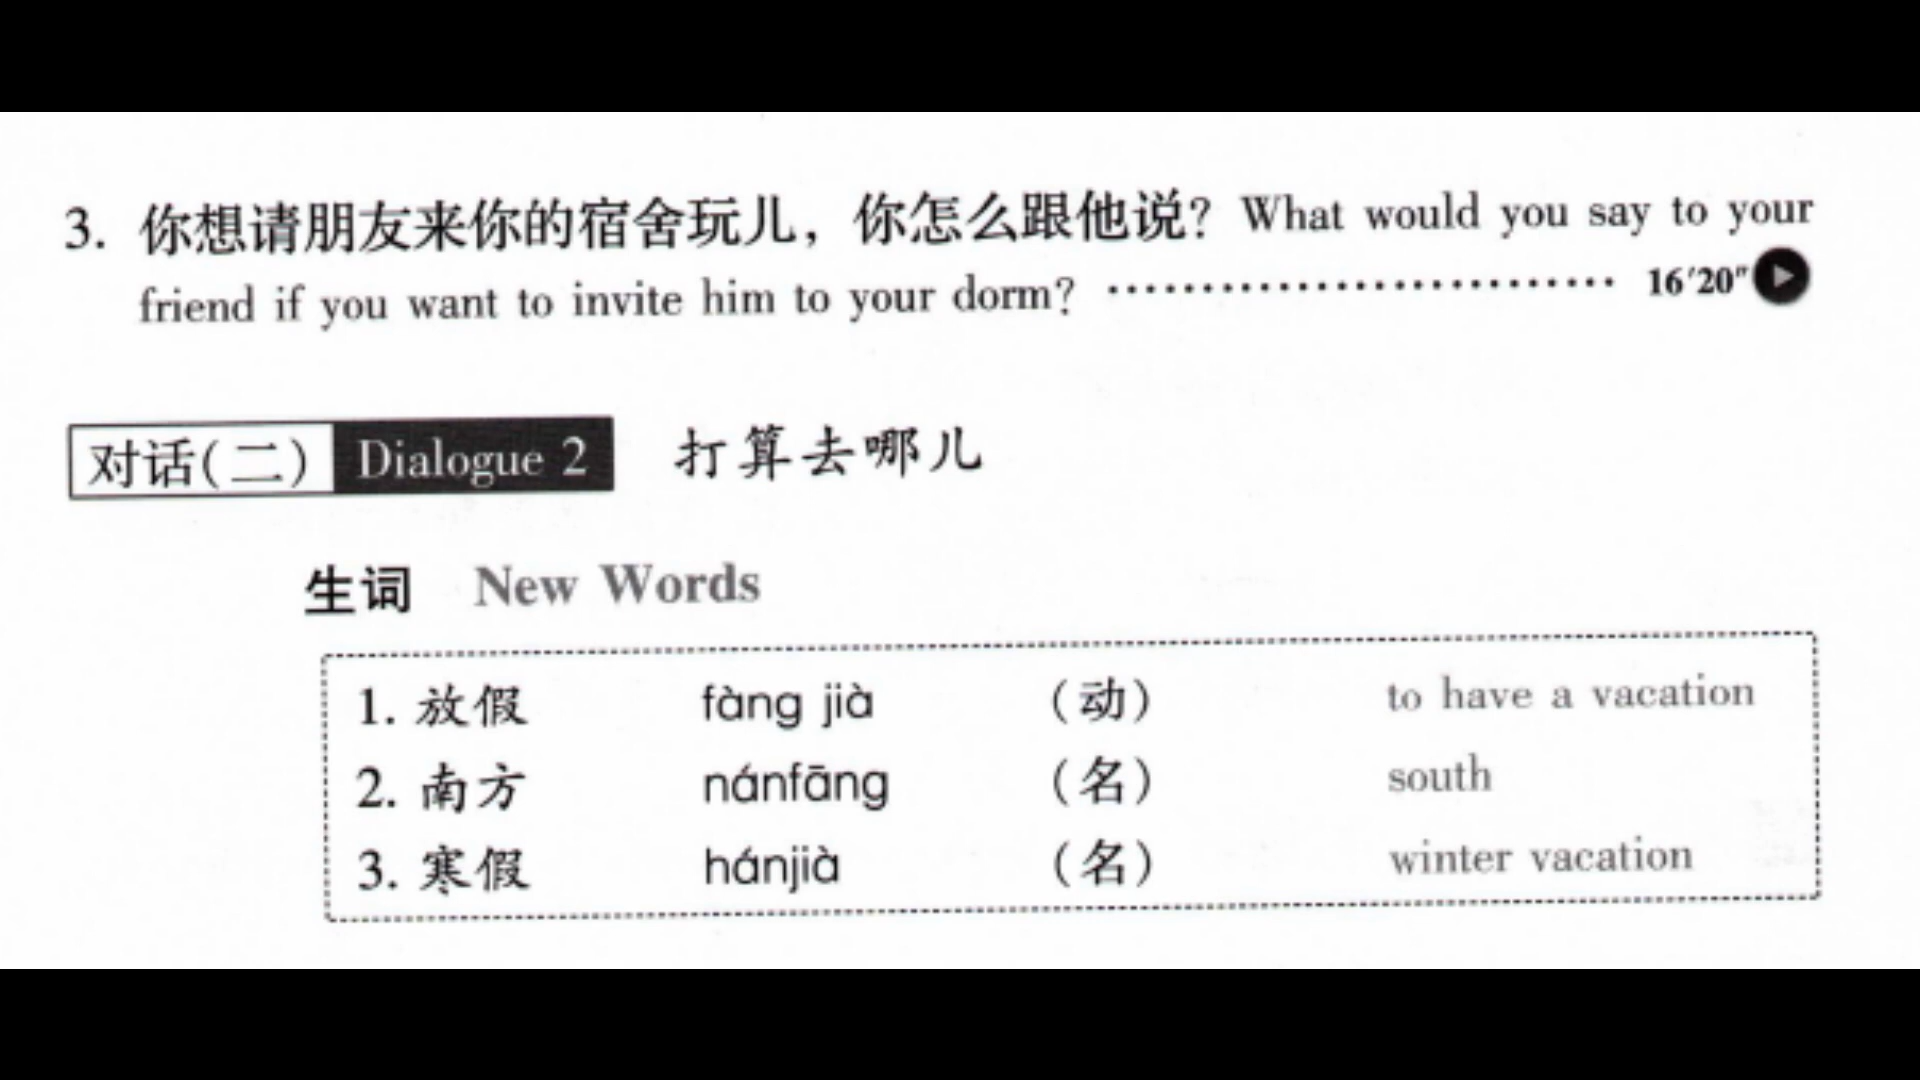 3. 你想请朋友来你的宿舍玩儿，你怎么跟他说？What would you say to your
friend if you want to invite him to your dorm? ··························· 16′20″
对话(二) Dialogue 2 打算去哪儿
生词 New Words
1. 放假 fàng jià （动） to have a vacation
2. 南方 nánfāng （名） south
3. 寒假 hánjià （名） winter vacation